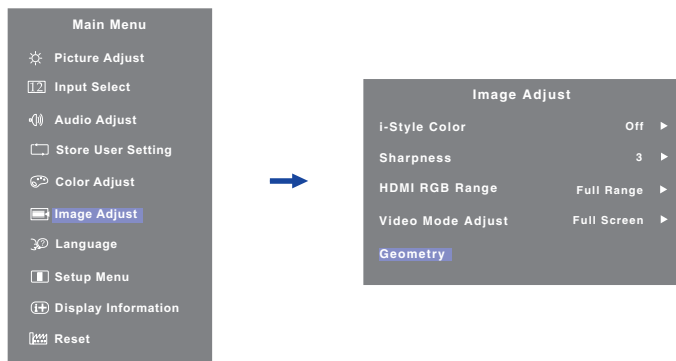 Main Menu
Picture Adjust
12 Input Select
Audio Adjust
Store User Setting
Color Adjust
Image Adjust
Language
Setup Menu
Display Information
Reset
Image Adjust
i-Style Color Off
Sharpness 3
HDMI RGB Range Full Range
Video Mode Adjust Full Screen
Geometry